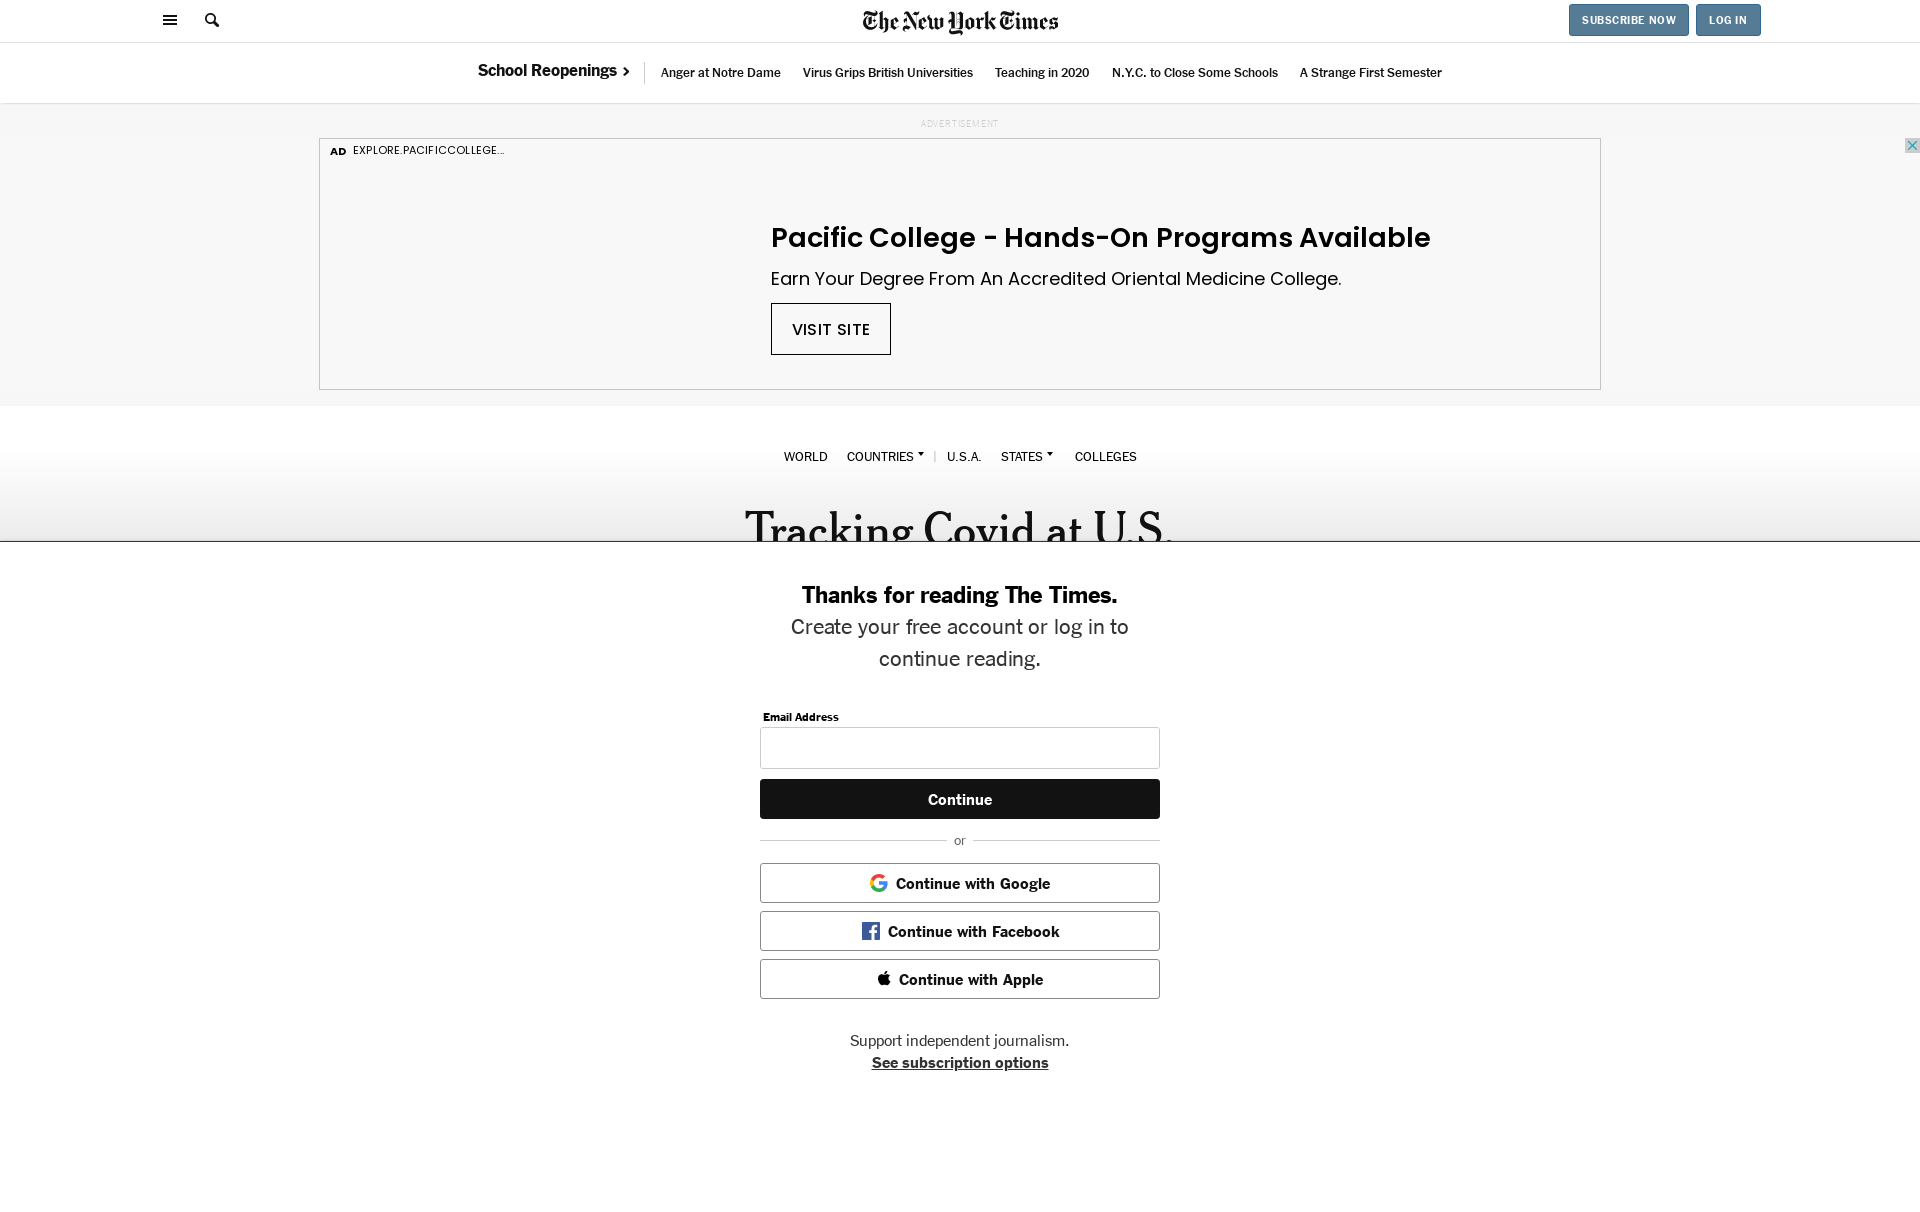 The New York Times
SUBSCRIBE NOW
LOG IN
School Reopenings
Anger at Notre Dame
Virus Grips British Universities
Teaching in 2020
N.Y.C. to Close Some Schools
A Strange First Semester
ADVERTISEMENT
AD EXPLORE.PACIFICCOLLEGE...
Pacific College - Hands-On Programs Available
Earn Your Degree From An Accredited Oriental Medicine College.
VISIT SITE
WORLD COUNTRIES | U.S.A. STATES COLLEGES
Tracking Covid at U.S.
Thanks for reading The Times.
Create your free account or log in to
continue reading.
Email Address
Continue
or
Continue with Google
Continue with Facebook
Continue with Apple
Support independent journalism.
See subscription options